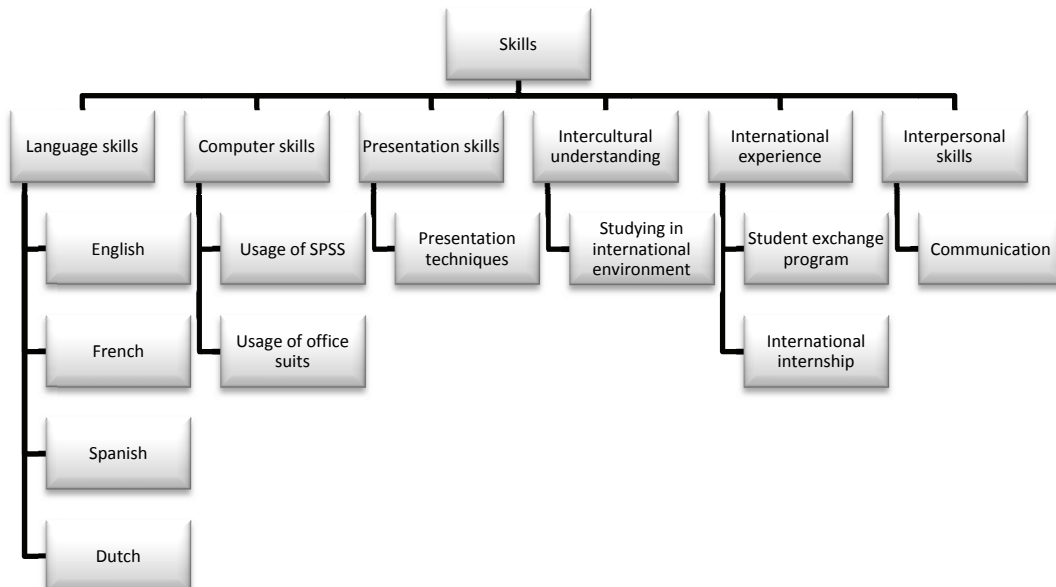 Skills
Language skills
Computer skills
Presentation skills
Intercultural
understanding
International
experience
Interpersonal
skills
English
Usage of SPSS
Presentation
techniques
Studying in
international
environment
Student exchange
program
Communication
French
Usage of office
suits
International
internship
Spanish
Dutch